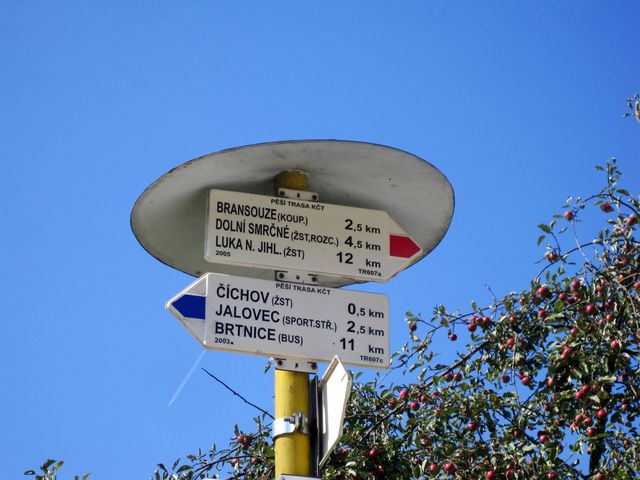 PĚŠÍ TRASA KČT
BRANSOUZE (KOUP.) 2,5 km
DOLNÍ SMRČNÉ (ŽST,ROZC.) 4,5 km
LUKA N. JIHL. (ŽST) 12 km
2005 TR607a
PĚŠÍ TRASA KČT
ČÍCHOV (ŽST) 0,5 km
JALOVEC (SPORT.STŘ.) 2,5 km
BRTNICE (BUS) 11 km
2003a TR607c